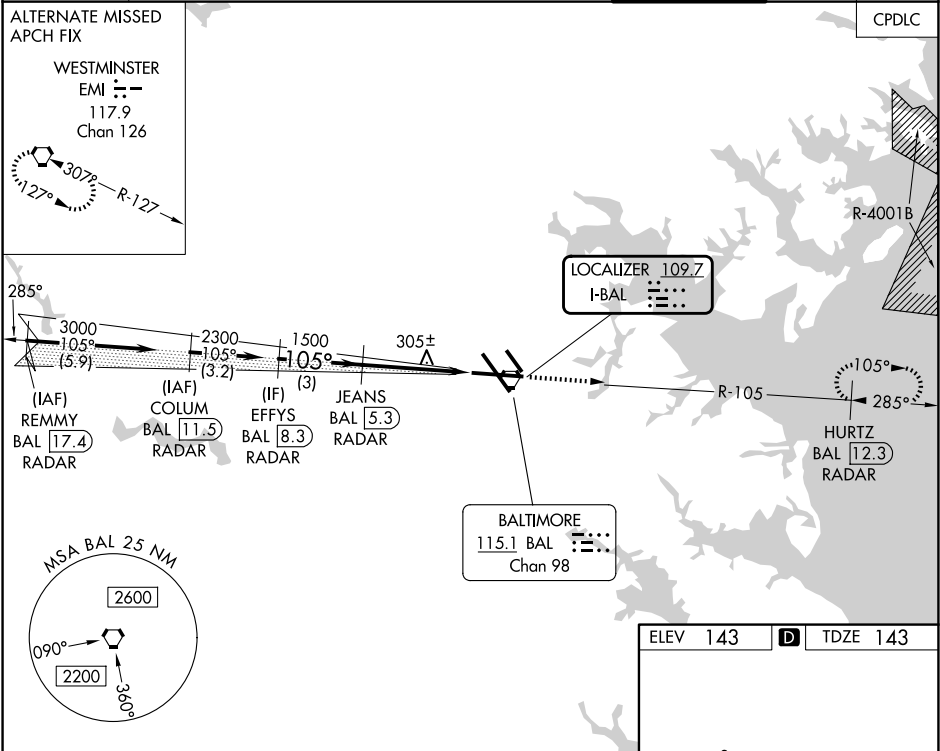 ALTERNATE MISSED
APCH FIX
WESTMINSTER
EMI
117.9
Chan 126
307°
127°
R-127
CPDLC
R-4001B
LOCALIZER 109.7
I-BAL
285°
3000
105°
(5.9)
2300
105°
(3.2)
1500
105°
(3)
305±
(IAF)
REMMY
BAL 17.4
RADAR
(IAF)
COLUM
BAL 11.5
RADAR
(IF)
EFFYS
BAL 8.3
RADAR
JEANS
BAL 5.3
RADAR
R-105
105°
285°
HURTZ
BAL 12.3
RADAR
BALTIMORE
115.1 BAL
Chan 98
MSA BAL 25 NM
2600
090°
2200
360°
ELEV 143 D TDZE 143